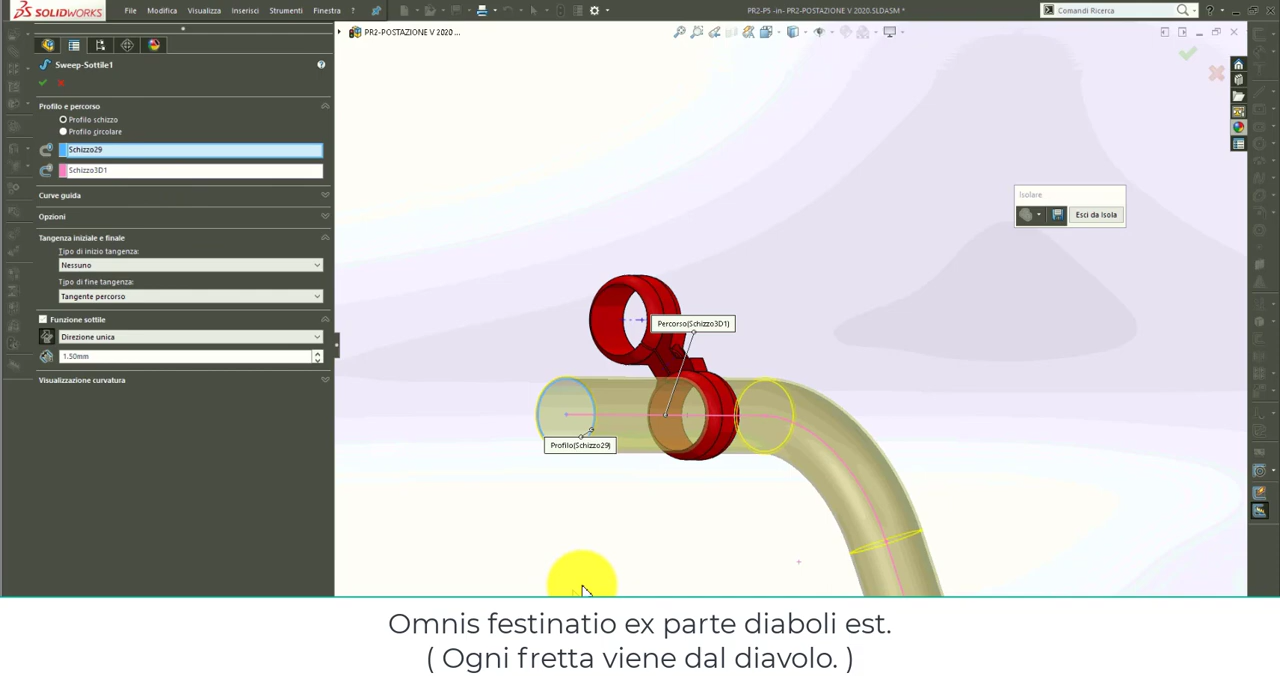 SOLIDWORKS
File Modifica Visualizza Inserisci Strumenti Finestra ?
PR2-P5 -in- PR2-POSTAZIONE V 2020.SLDASM *
Comandi Ricerca
PR2-POSTAZIONE V 2020 ...
Sweep-Sottile1
Profilo e percorso
Profilo schizzo
Profilo circolare
Schizzo29
Schizzo3D1
Curve guida
Opzioni
Tangenza iniziale e finale
Tipo di inizio tangenza:
Nessuno
Tipo di fine tangenza:
Tangente percorso
Funzione sottile
Direzione unica
1.50mm
Visualizzazione curvatura
Isolare
Esci da Isola
Percorso(Schizzo3D1)
Profilo(Schizzo29)
Omnis festinatio ex parte diaboli est.
( Ogni fretta viene dal diavolo. )